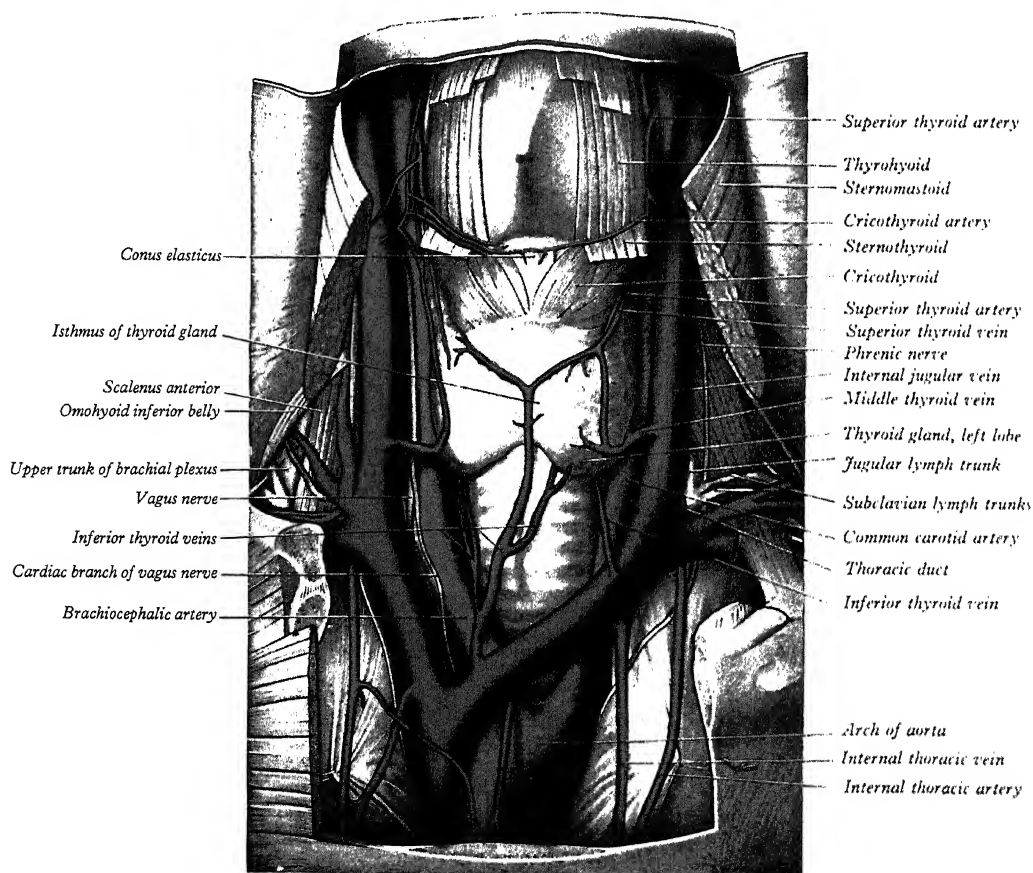 Conus elasticus
Isthmus of thyroid gland
Scalenus anterior
Omohyoid inferior belly
Upper trunk of brachial plexus
Vagus nerve
Inferior thyroid veins
Cardiac branch of vagus nerve
Brachiocephalic artery
Superior thyroid artery
Thyrohyoid
Sternomastoid
Cricothyroid artery
Sternothyroid
Cricothyroid
Superior thyroid artery
Superior thyroid vein
Phrenic nerve
Internal jugular vein
Middle thyroid vein
Thyroid gland, left lobe
Jugular lymph trunk
Subclavian lymph trunks
Common carotid artery
Thoracic duct
Inferior thyroid vein
Arch of aorta
Internal thoracic vein
Internal thoracic artery